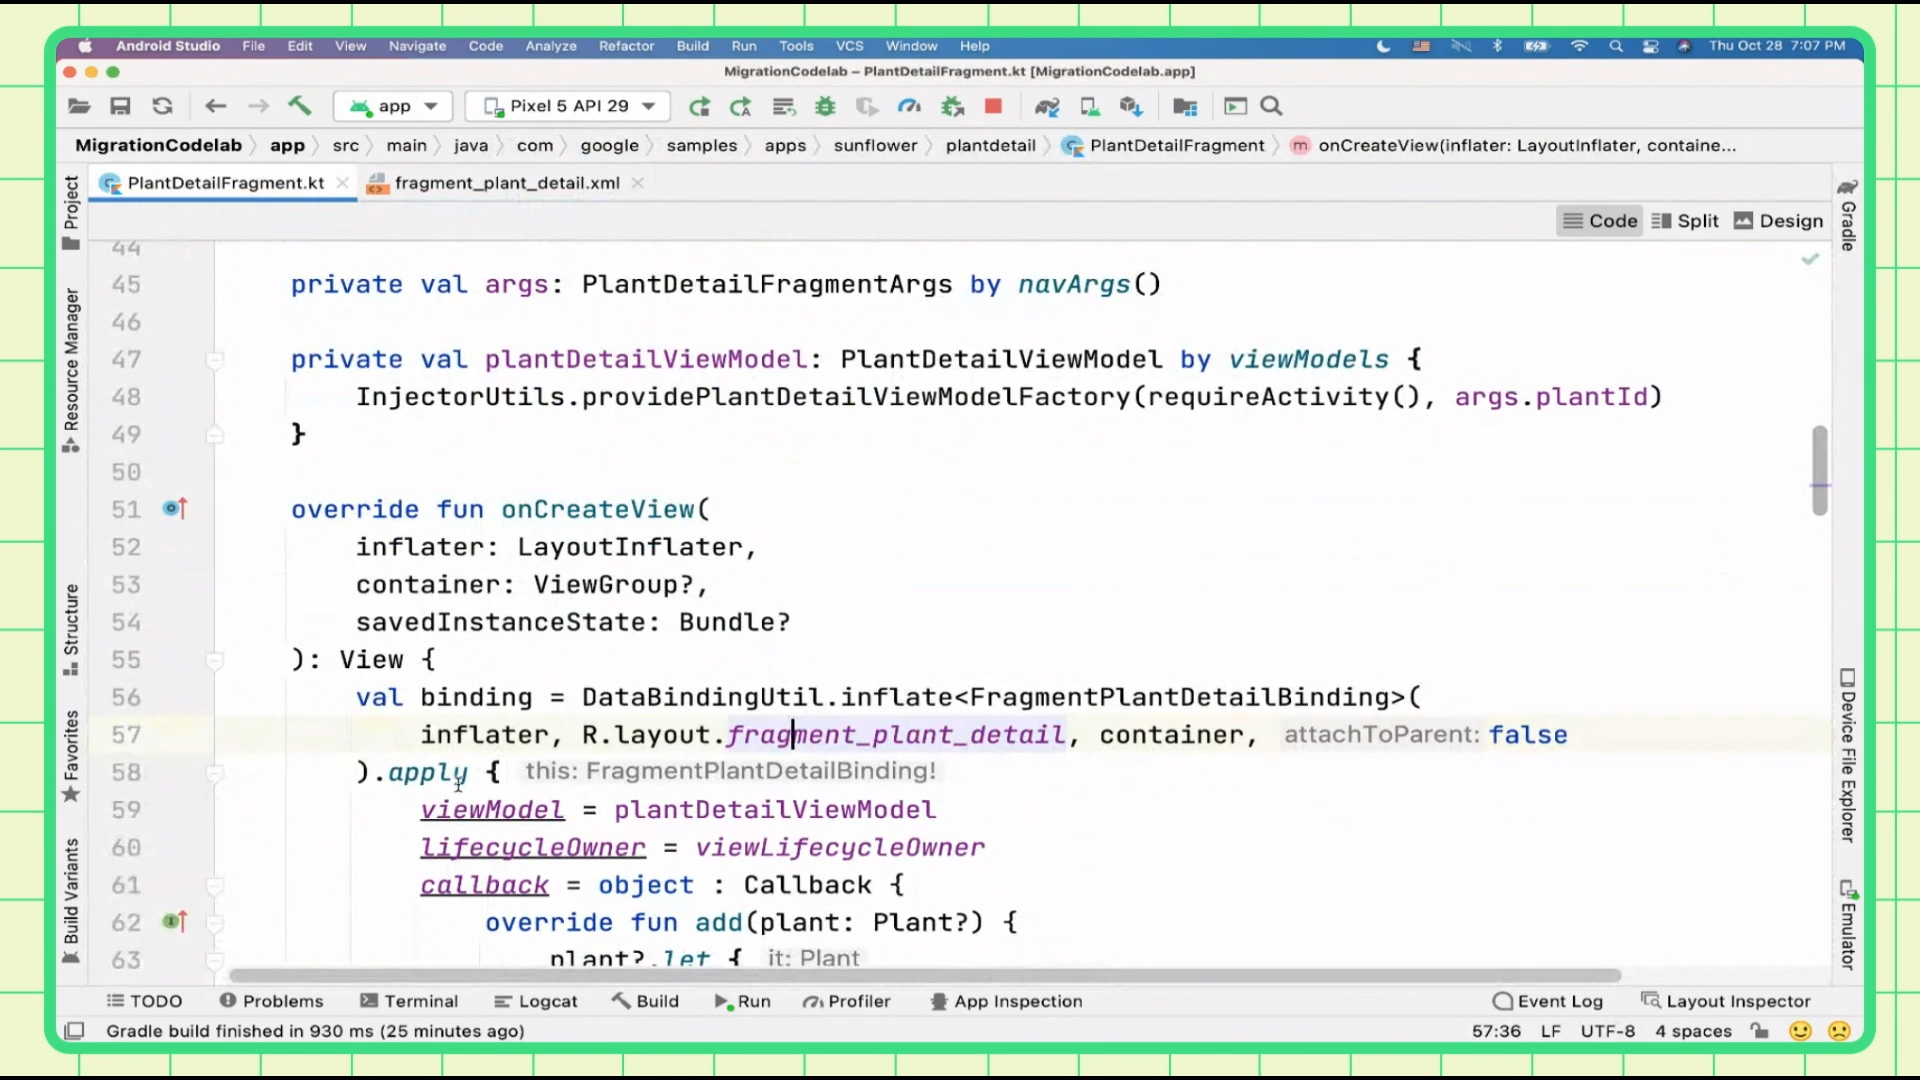 Android Studio File Edit View Navigate Code Analyze Refactor Build Run Tools VCS Window Help Thu Oct 28 7:07 PM
MigrationCodelab – PlantDetailFragment.kt [MigrationCodelab.app]
app Pixel 5 API 29
MigrationCodelab app src main java com google samples apps sunflower plantdetail PlantDetailFragment m onCreateView(inflater: LayoutInflater, containe...
PlantDetailFragment.kt fragment_plant_detail.xml
Code Split Design
Project
Resource Manager
Structure
Favorites
Build Variants
44
45 private val args: PlantDetailFragmentArgs by navArgs()
46
47 private val plantDetailViewModel: PlantDetailViewModel by viewModels {
48 InjectorUtils.providePlantDetailViewModelFactory(requireActivity(), args.plantId)
49 }
50
51 override fun onCreateView(
52 inflater: LayoutInflater,
53 container: ViewGroup?,
54 savedInstanceState: Bundle?
55 ): View {
56 val binding = DataBindingUtil.inflate<FragmentPlantDetailBinding>(
57 inflater, R.layout.fragment_plant_detail, container, attachToParent: false
58 ).apply { this: FragmentPlantDetailBinding!
59 viewModel = plantDetailViewModel
60 lifecycleOwner = viewLifecycleOwner
61 callback = object : Callback {
62 override fun add(plant: Plant?) {
63 plant?.let { it: Plant
Gradle
Device File Explorer
Emulator
TODO Problems Terminal Logcat Build Run Profiler App Inspection Event Log Layout Inspector
Gradle build finished in 930 ms (25 minutes ago) 57:36 LF UTF-8 4 spaces